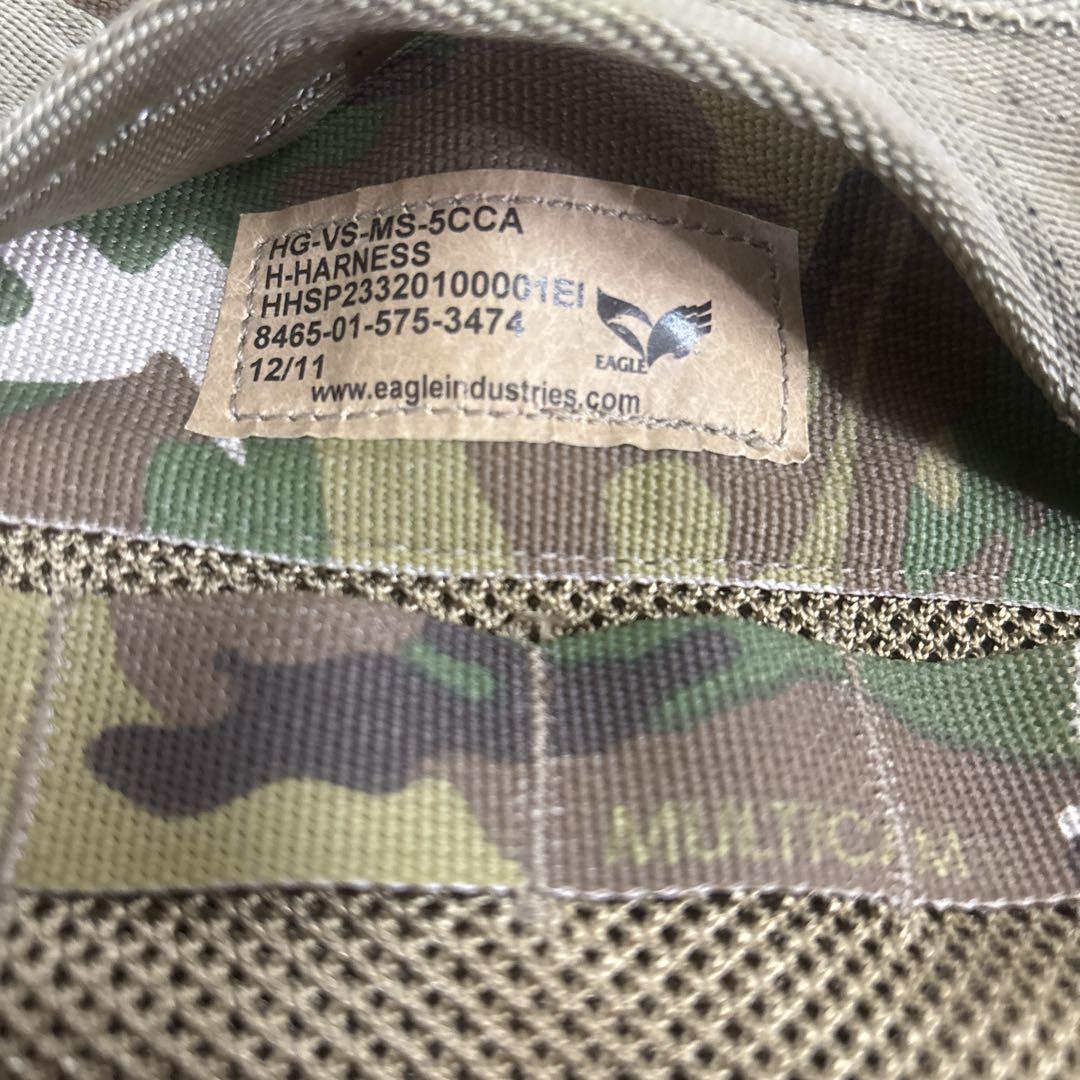 HG-VS-MS-5CCA
H-HARNESS
HHSP23320100001EI
8465-01-575-3474
12/11
EAGLE
www.eagleindustries.com
MULTICAM